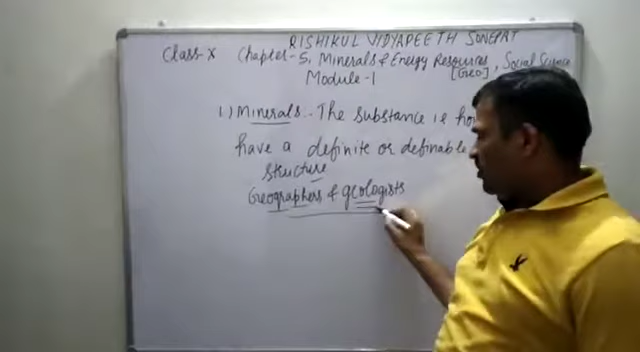 RISHIKUL VIDYAPEETH SONEPAT
Class-X Chapter-5, Minerals & Energy Resources, Social Science
Module-1 [GEO]
1) Minerals.- The substance ie
have a definite or definable
structure
Geographers & geologists